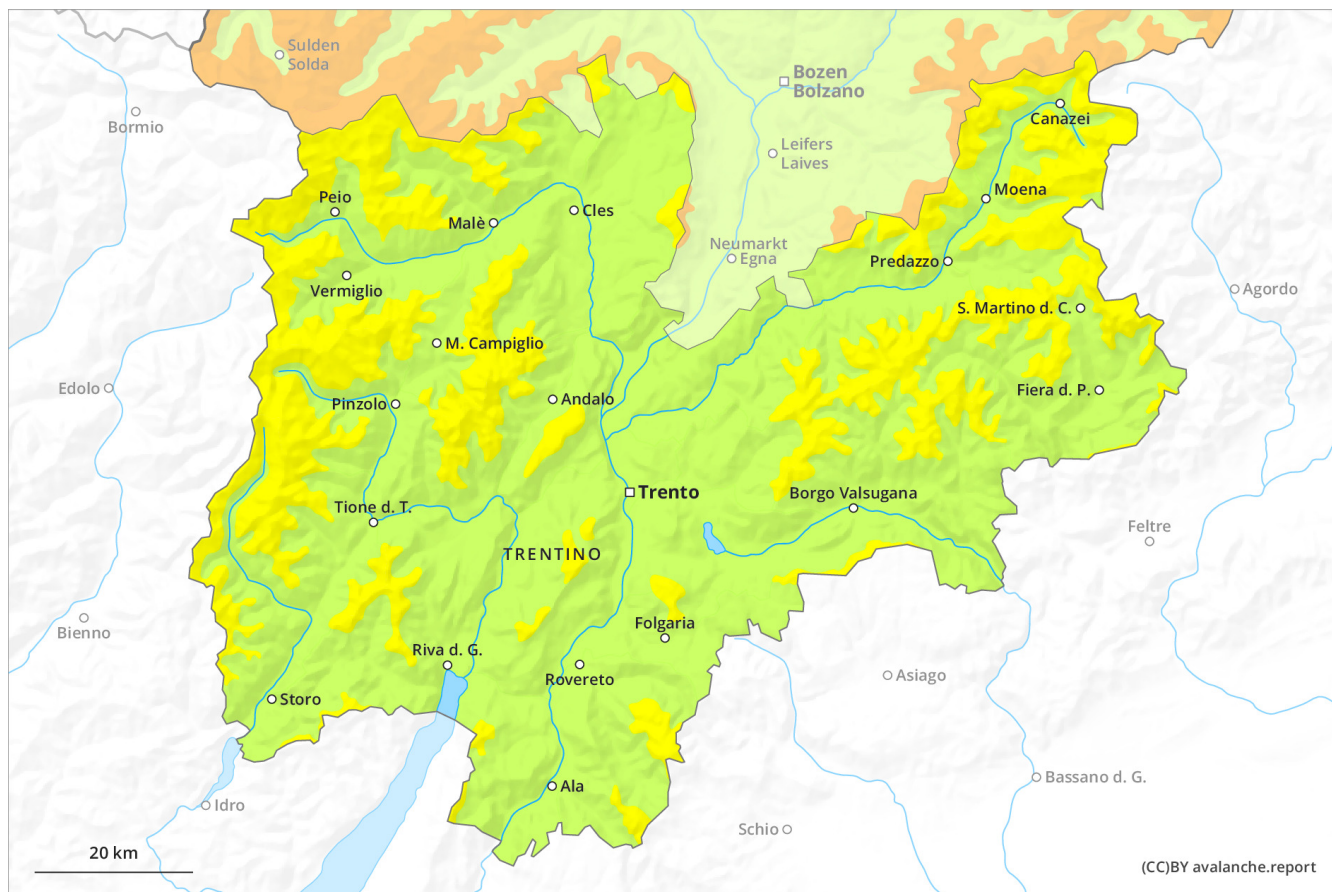 Sulden
Solda
Bozen
Bolzano
Bormio
Canazei
Leifers
Laives
Peio
Moena
Malè
Cles
Neumarkt
Egna
Predazzo
Vermiglio
Agordo
S. Martino d. C.
M. Campiglio
Edolo
Fiera d. P.
Pinzolo
Andalo
Trento
Borgo Valsugana
Tione d. T.
Feltre
TRENTINO
Bienno
Folgaria
Riva d. G.
Rovereto
Asiago
Storo
Bassano d. G.
Ala
Idro
Schio
20 km
(CC)BY avalanche.report